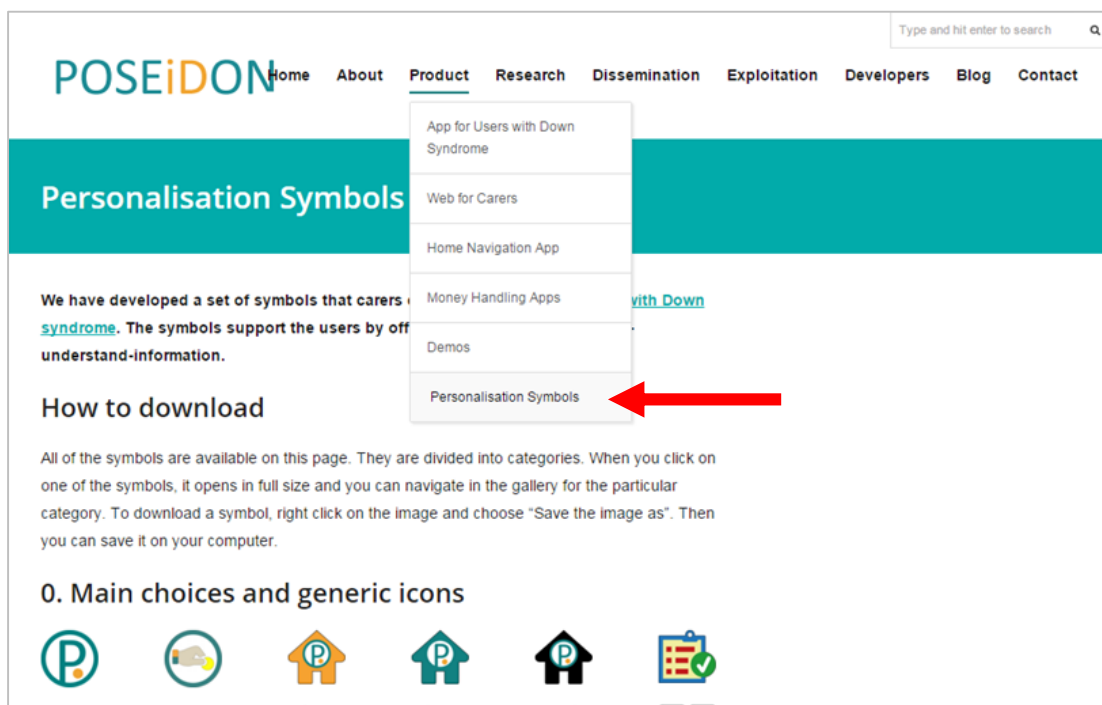 Type and hit enter to search
POSEiDON
Home About Product Research Dissemination Exploitation Developers Blog Contact
App for Users with Down
Syndrome
Web for Carers
Home Navigation App
Money Handling Apps
Demos
Personalisation Symbols
Personalisation Symbols
We have developed a set of symbols that carers with Down
syndrome. The symbols support the users by off
understand-information.
How to download
All of the symbols are available on this page. They are divided into categories. When you click on
one of the symbols, it opens in full size and you can navigate in the gallery for the particular
category. To download a symbol, right click on the image and choose “Save the image as”. Then
you can save it on your computer.
0. Main choices and generic icons
P. P. P. P.